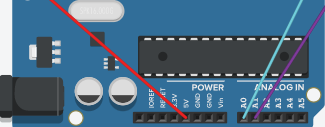 POWER
ANALOG IN
IOREF
RESET
3.3V
5V
GND
GND
Vin
A0
A1
A2
A3
A4
A5